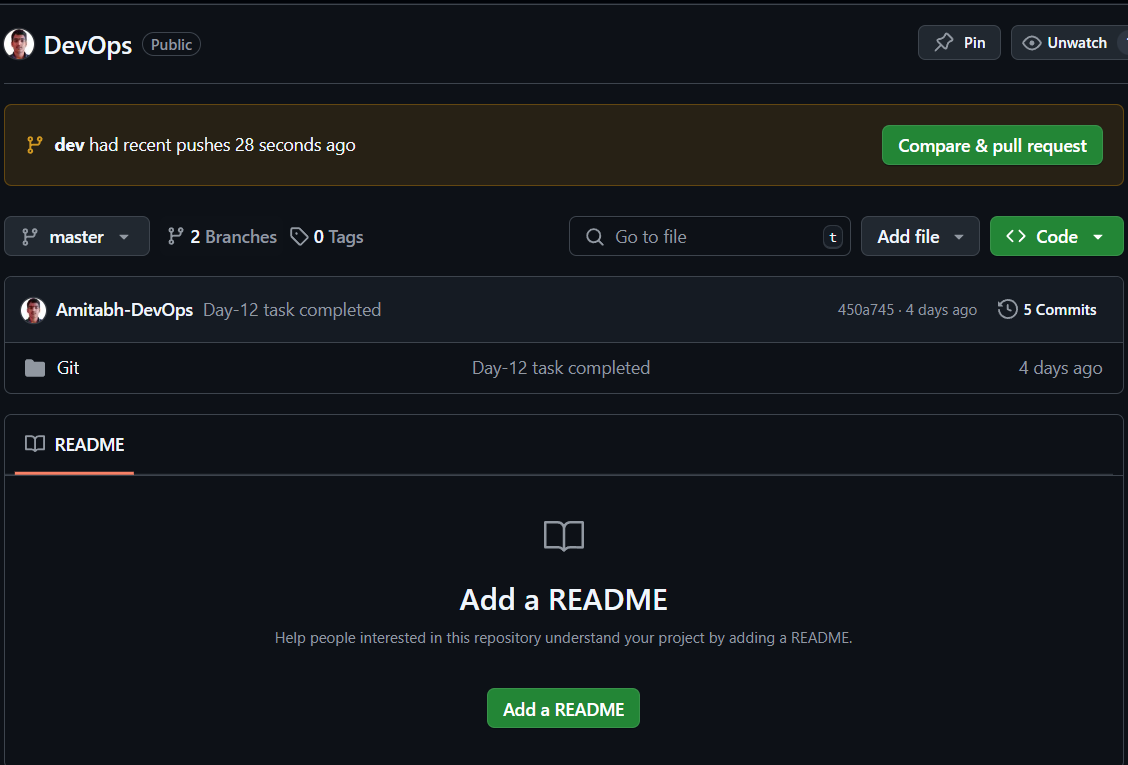 DevOps Public Pin Unwatch
dev had recent pushes 28 seconds ago Compare & pull request
master 2 Branches 0 Tags Go to file t Add file Code
Amitabh-DevOps Day-12 task completed 450a745 · 4 days ago 5 Commits
Git Day-12 task completed 4 days ago
README
Add a README
Help people interested in this repository understand your project by adding a README.
Add a README